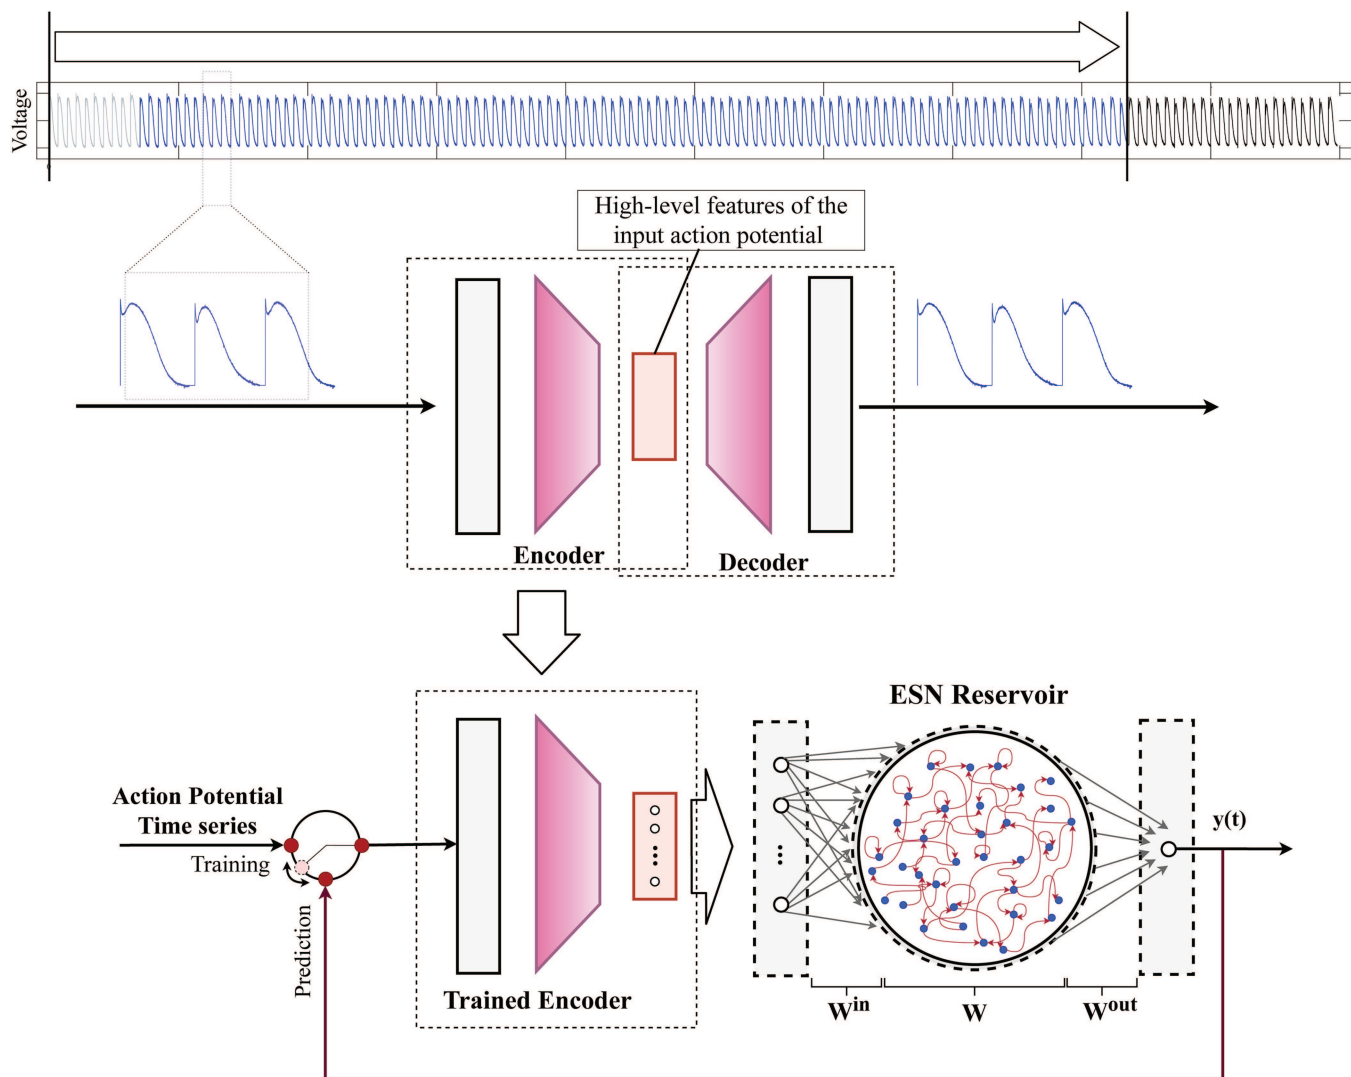 Voltage
0
High-level features of the
input action potential
Encoder
Decoder
ESN Reservoir
Action Potential
Time series
Training
Prediction
Trained Encoder
y(t)
W^in
W
W^out